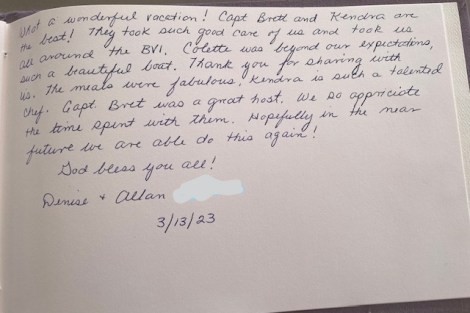 What a wonderful vacation! Capt Brett and Kendra are
the best! They took such good care of us and took us
all around the BVI. Colette was beyond our expectations,
such a beautiful boat. Thank you for sharing with
us. The meals were fabulous, Kendra is such a talented
chef. Capt. Bret was a great host. We so appriciate
the time spent with them. Hopefully in the near
future we are able do this again!
God bless you all!
Denise + Allan
3/13/23